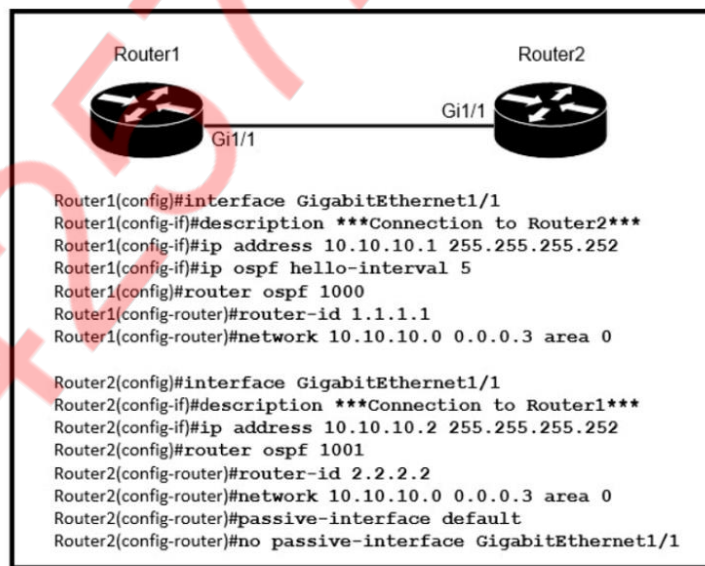 Router1
Router2
Gi1/1
Gi1/1
Router1(config)#interface GigabitEthernet1/1
Router1(config-if)#description ***Connection to Router2***
Router1(config-if)#ip address 10.10.10.1 255.255.255.252
Router1(config-if)#ip ospf hello-interval 5
Router1(config)#router ospf 1000
Router1(config-router)#router-id 1.1.1.1
Router1(config-router)#network 10.10.10.0 0.0.0.3 area 0
Router2(config)#interface GigabitEthernet1/1
Router2(config-if)#description ***Connection to Router1***
Router2(config-if)#ip address 10.10.10.2 255.255.255.252
Router2(config)#router ospf 1001
Router2(config-router)#router-id 2.2.2.2
Router2(config-router)#network 10.10.10.0 0.0.0.3 area 0
Router2(config-router)#passive-interface default
Router2(config-router)#no passive-interface GigabitEthernet1/1